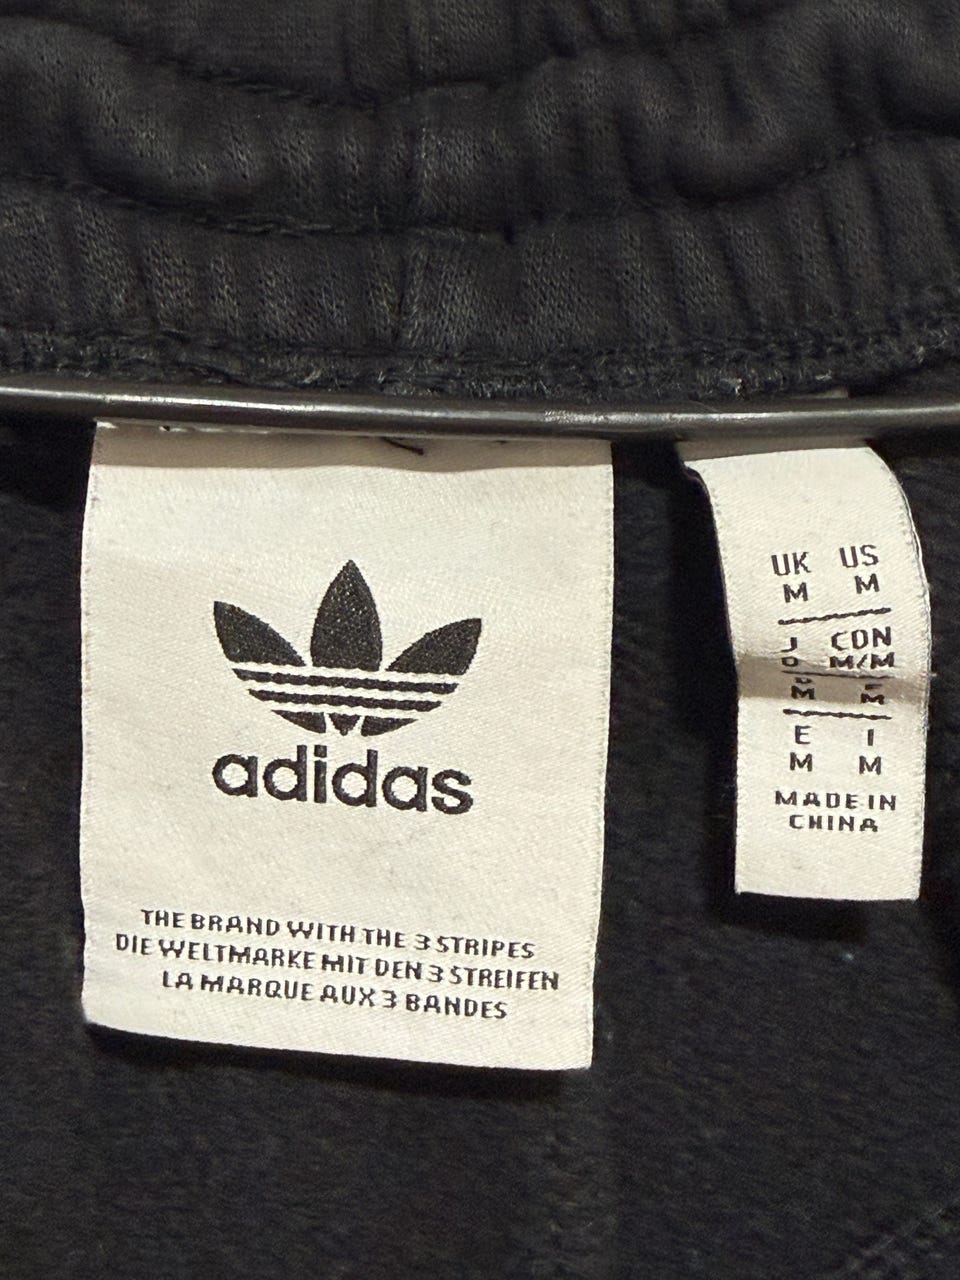 adidas
THE BRAND WITH THE 3 STRIPES
DIE WELTMARKE MIT DEN 3 STREIFEN
LA MARQUE AUX 3 BANDES
UK US
M M
J CDN
M/M
M M
E I
M M
MADE IN
CHINA